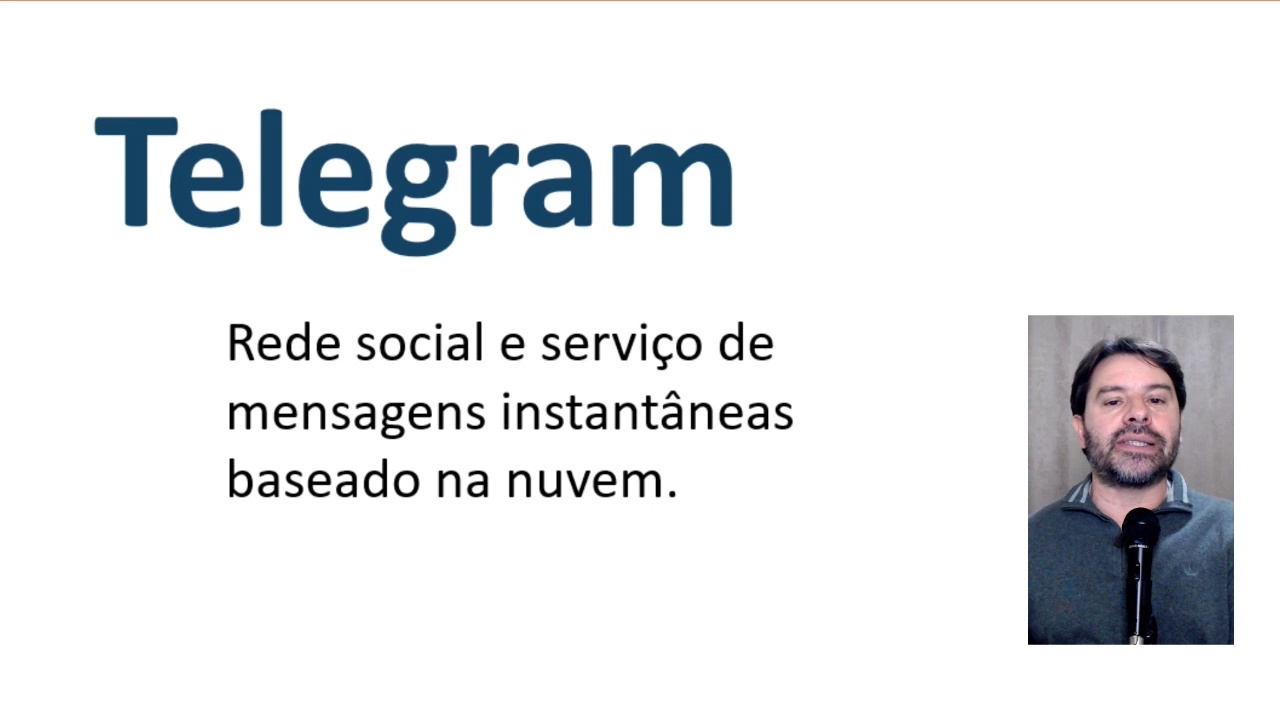 Telegram
Rede social e serviço de
mensagens instantâneas
baseado na nuvem.